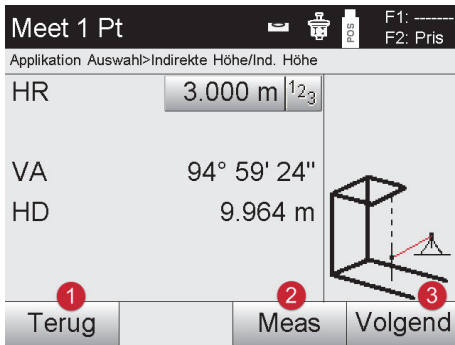 Meet 1 Pt
POS
F1: -------
F2: Pris
Applikation Auswahl>Indirekte Höhe/Ind. Höhe
HR 3.000 m 123
VA 94° 59' 24"
HD 9.964 m
1 2 3
Terug Meas Volgend